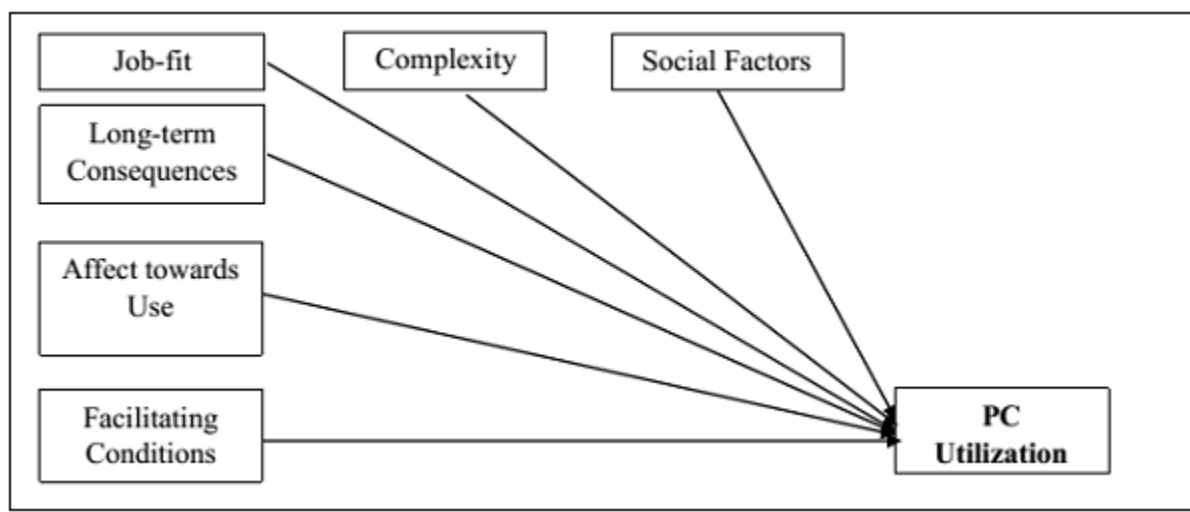 Job-fit
Complexity
Social Factors
Long-term
Consequences
Affect towards
Use
Facilitating
Conditions
PC
Utilization